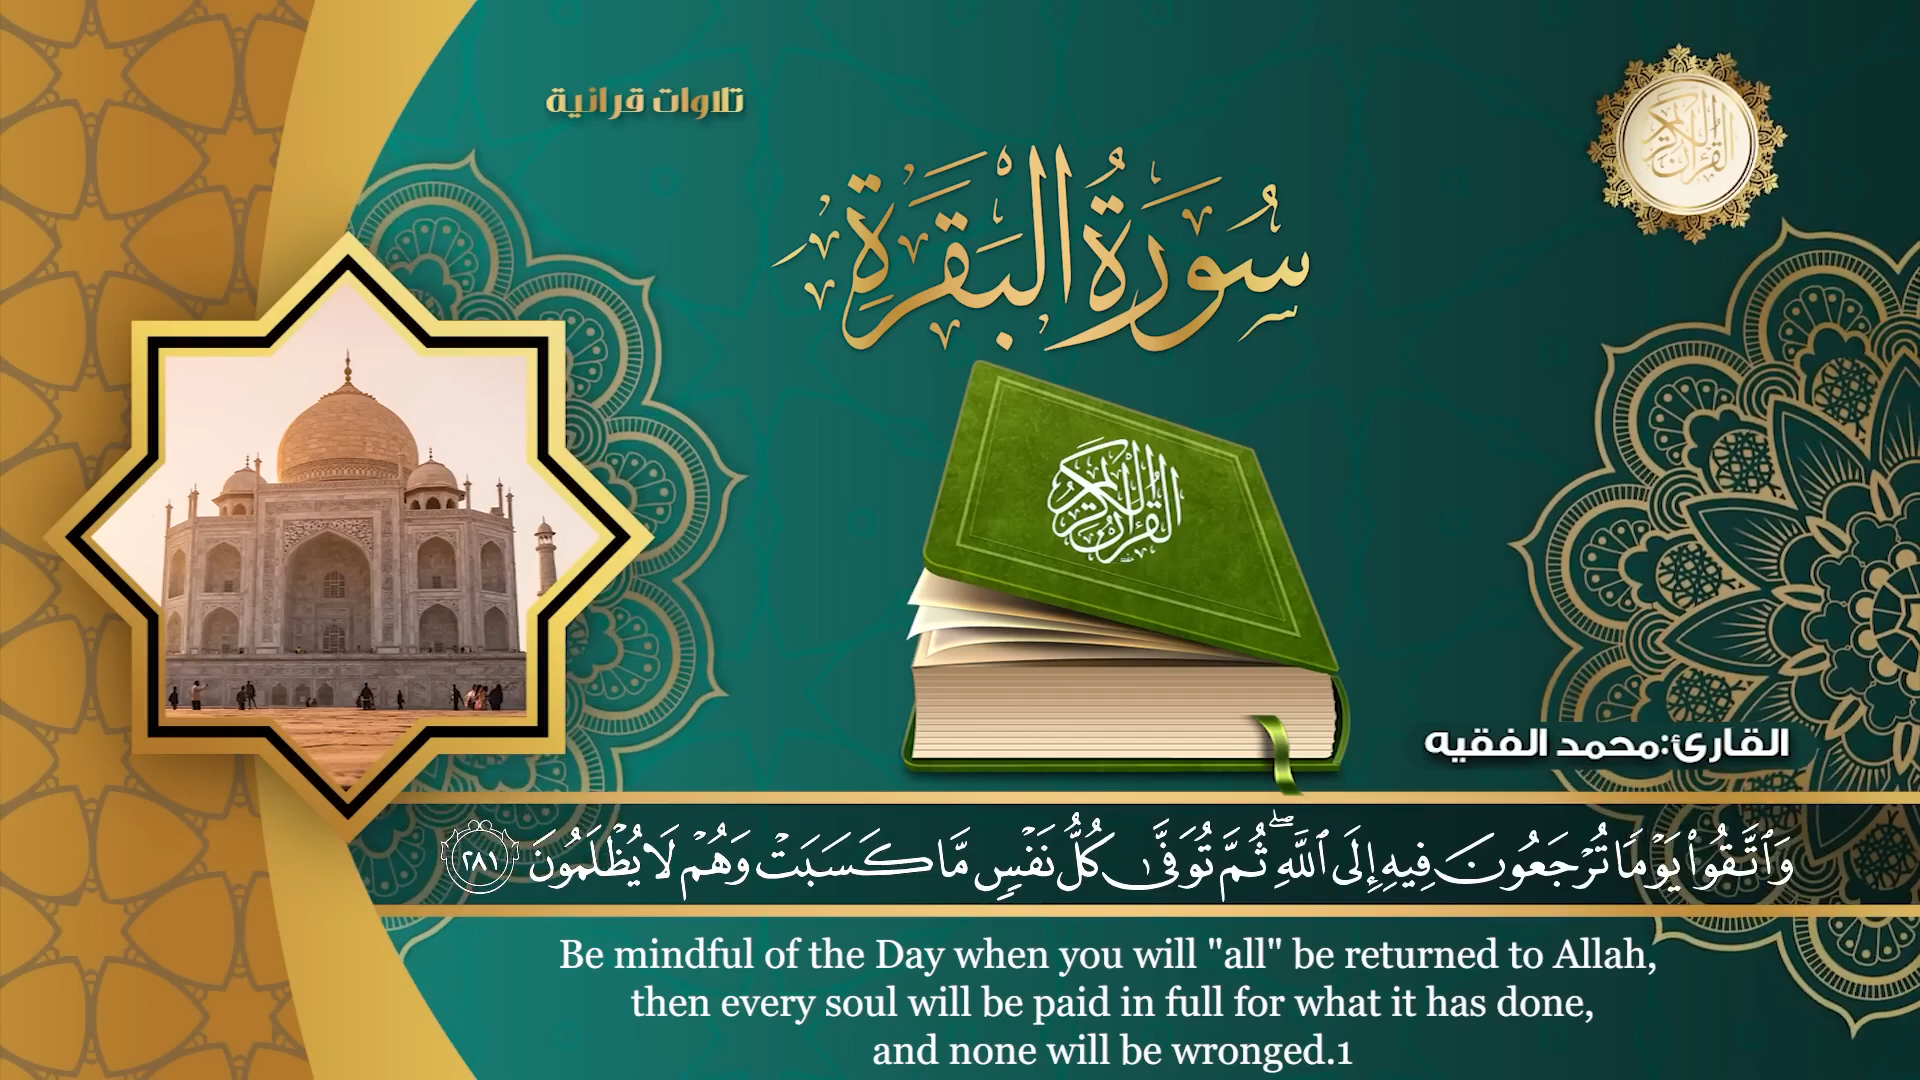 تلاوات قرانية
القرآن الكريم
سُورَةُ البَقَرَةِ
القرآن الكريم
القارئ:محمد الفقيه
وَٱتَّقُوا۟ يَوْمًا تُرْجَعُونَ فِيهِ إِلَى ٱللَّهِ ۖ ثُمَّ تُوَفَّىٰ كُلُّ نَفْسٍ مَّا كَسَبَتْ وَهُمْ لَا يُظْلَمُونَ ٢٨١
Be mindful of the Day when you will "all" be returned to Allah,
then every soul will be paid in full for what it has done,
and none will be wronged.1